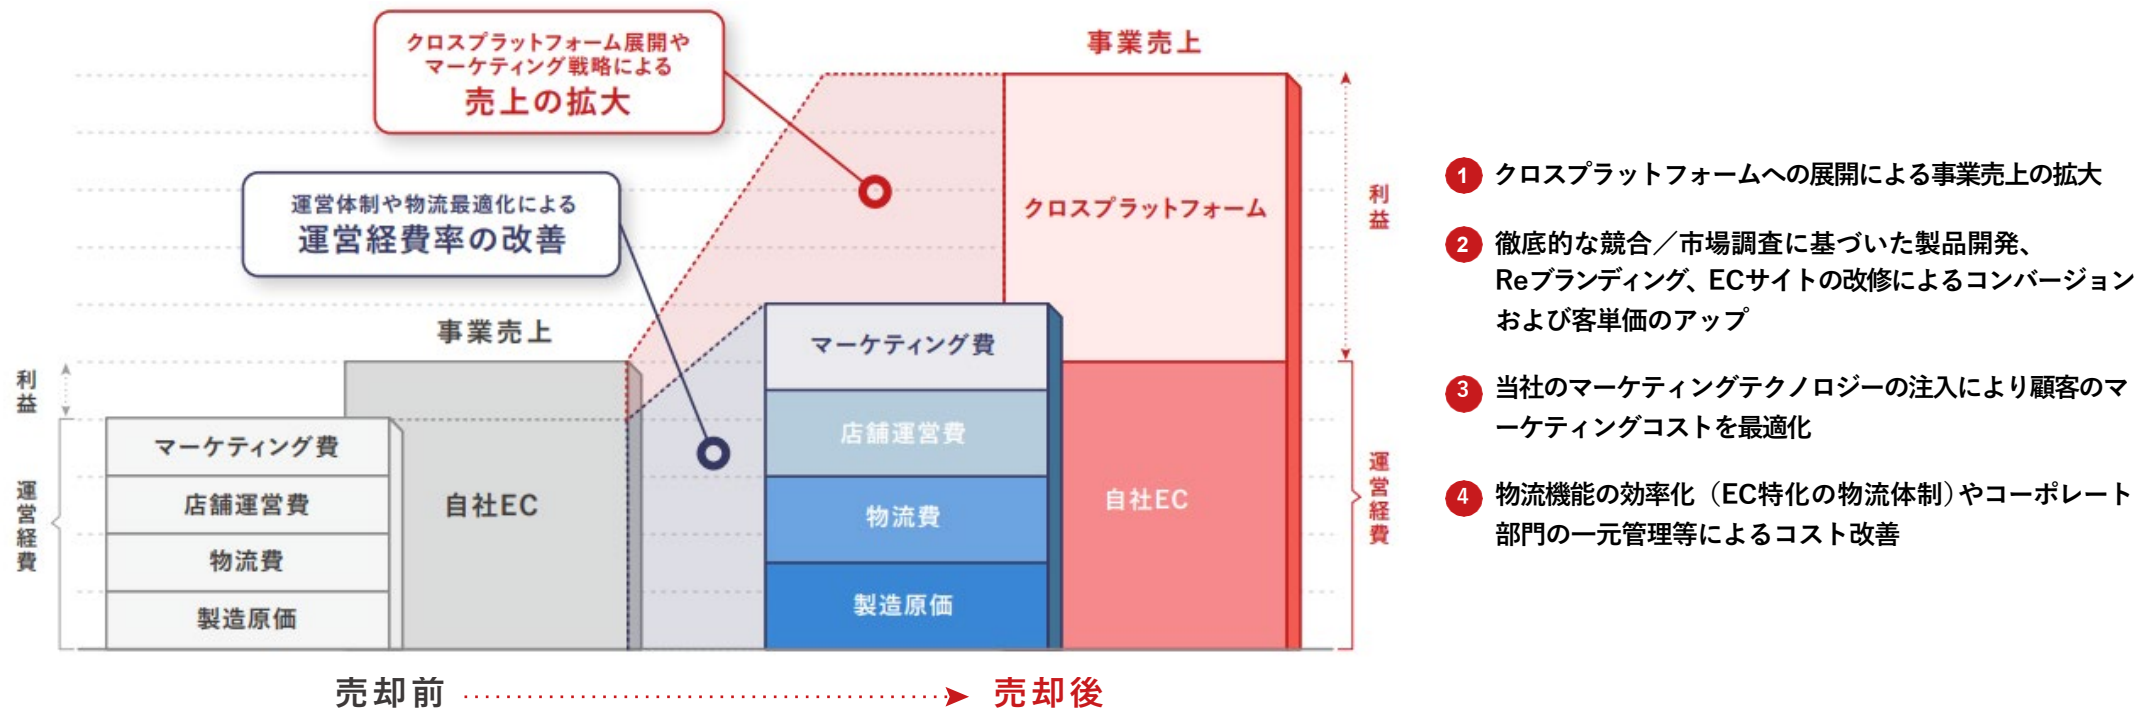 クロスプラットフォーム展開や
マーケティング戦略による
売上の拡大
運営体制や物流最適化による
運営経費率の改善
事業売上
利益
運営経費
マーケティング費
店舗運営費
物流費
製造原価
自社EC
事業売上
クロスプラットフォーム
マーケティング費
店舗運営費
物流費
製造原価
自社EC
利益
運営経費
売却前
売却後
1 クロスプラットフォームへの展開による事業売上の拡大
2 徹底的な競合／市場調査に基づいた製品開発、
Reブランディング、ECサイトの改修によるコンバージョン
および客単価のアップ
3 当社のマーケティングテクノロジーの注入により顧客のマ
ーケティングコストを最適化
4 物流機能の効率化（EC特化の物流体制）やコーポレート
部門の一元管理等によるコスト改善